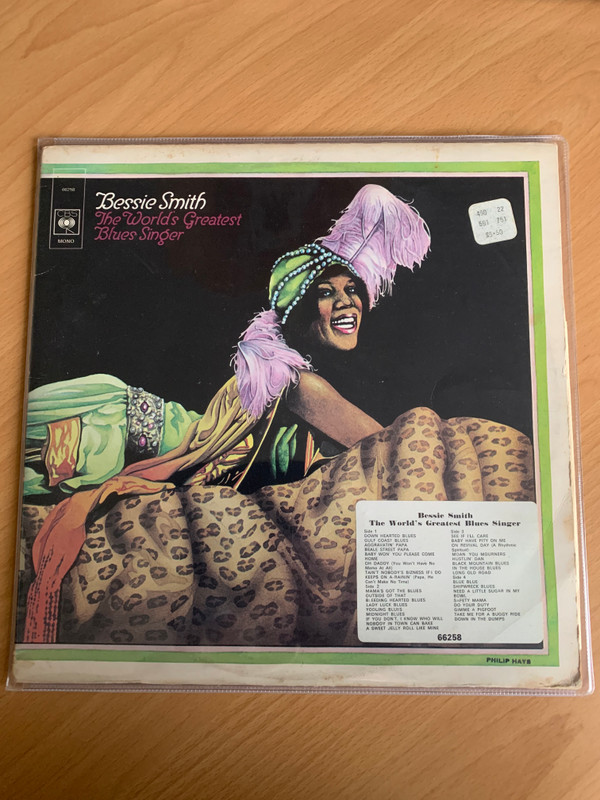 66258
CBS
MONO
Bessie Smith
The World's Greatest
Blues Singer
Bessie Smith
The World's Greatest Blues Singer
Side 1
DOWN HEARTED BLUES
GULF COAST BLUES
AGGRAVATIN' PAPA
BEALE STREET PAPA
BABY WON'T YOU PLEASE COME
HOME
OH DADDY (You Won't Have No
Mama At All)
TAIN'T NOBODY'S BIZNESS IF I DO
KEEPS ON A-RAININ (Papa, He
Can't Make No Time)
Side 2
MAMA'S GOT THE BLUES
OUTSIDE OF THAT
BLEEDING HEARTED BLUES
LADY LUCK BLUES
YODLING BLUES
MIDNIGHT BLUES
IF YOU DON'T, I KNOW WHO WILL
NOBODY IN TOWN CAN BAKE
A SWEET JELLY ROLL LIKE MINE
Side 3
SEE IF I'LL CARE
BABY HAVE PITY ON ME
ON REVIVAL DAY (A Rhythmic
Spiritual)
MOAN YOU MOURNERS
HUSTLIN' DAN
BLACK MOUNTAIN BLUES
IN THE HOUSE BLUES
LONG OLD ROAD
Side 4
BLUE BLUE
SHIPWRECK BLUES
NEED A LITTLE SUGAR IN MY
BOWL
SAFETY MAMA
DO YOUR DUTY
GIMME A PIGFOOT
TAKE ME FOR A BUGGY RIDE
DOWN IN THE DUMPS
66258
PHILIP HAYS